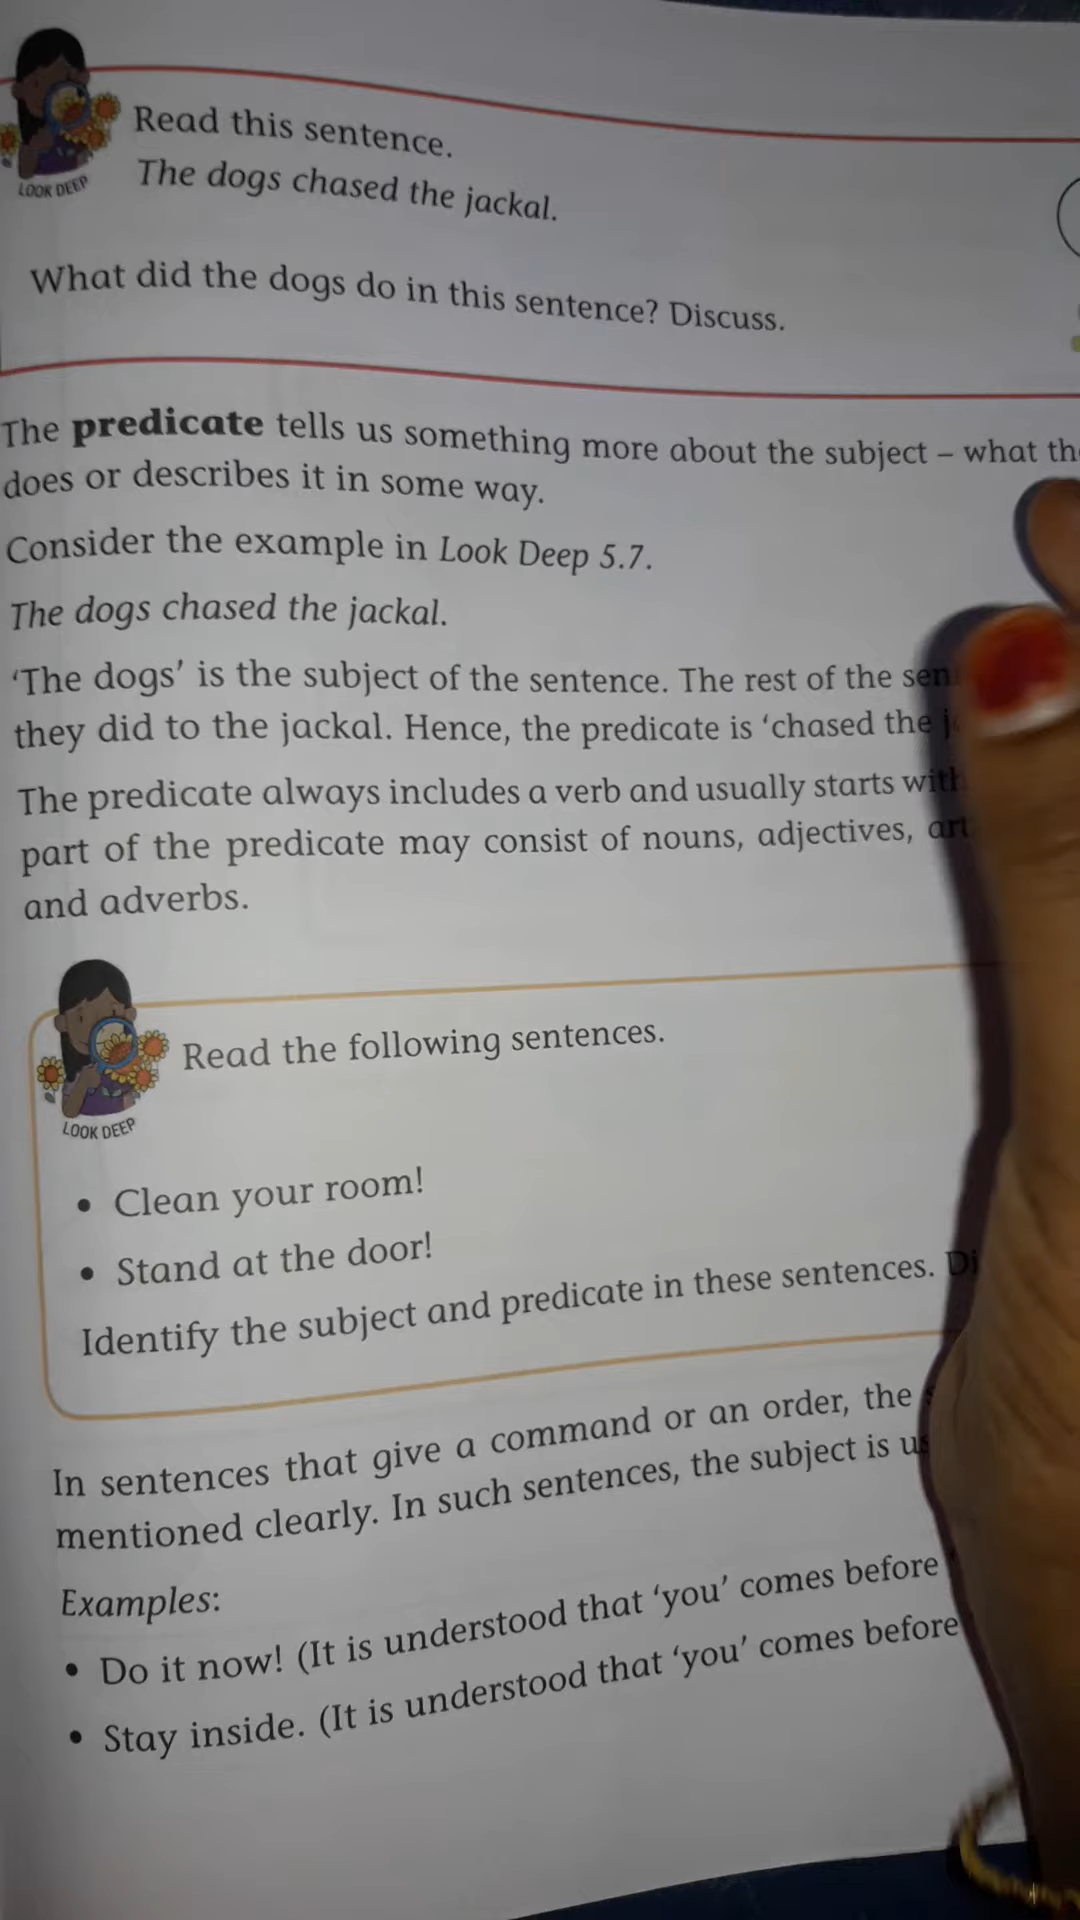 Read this sentence.
The dogs chased the jackal.
LOOK DEEP
What did the dogs do in this sentence? Discuss.
The predicate tells us something more about the subject – what
does or describes it in some way.
Consider the example in Look Deep 5.7.
The dogs chased the jackal.
‘The dogs’ is the subject of the sentence. The rest of the
they did to the jackal. Hence, the predicate is ‘chased the
The predicate always includes a verb and usually starts with
part of the predicate may consist of nouns, adjectives,
and adverbs.
Read the following sentences.
LOOK DEEP
• Clean your room!
• Stand at the door!
Identify the subject and predicate in these sentences.
In sentences that give a command or an order, the
mentioned clearly. In such sentences, the subject is
Examples:
• Do it now! (It is understood that ‘you’ comes before
• Stay inside. (It is understood that ‘you’ comes before